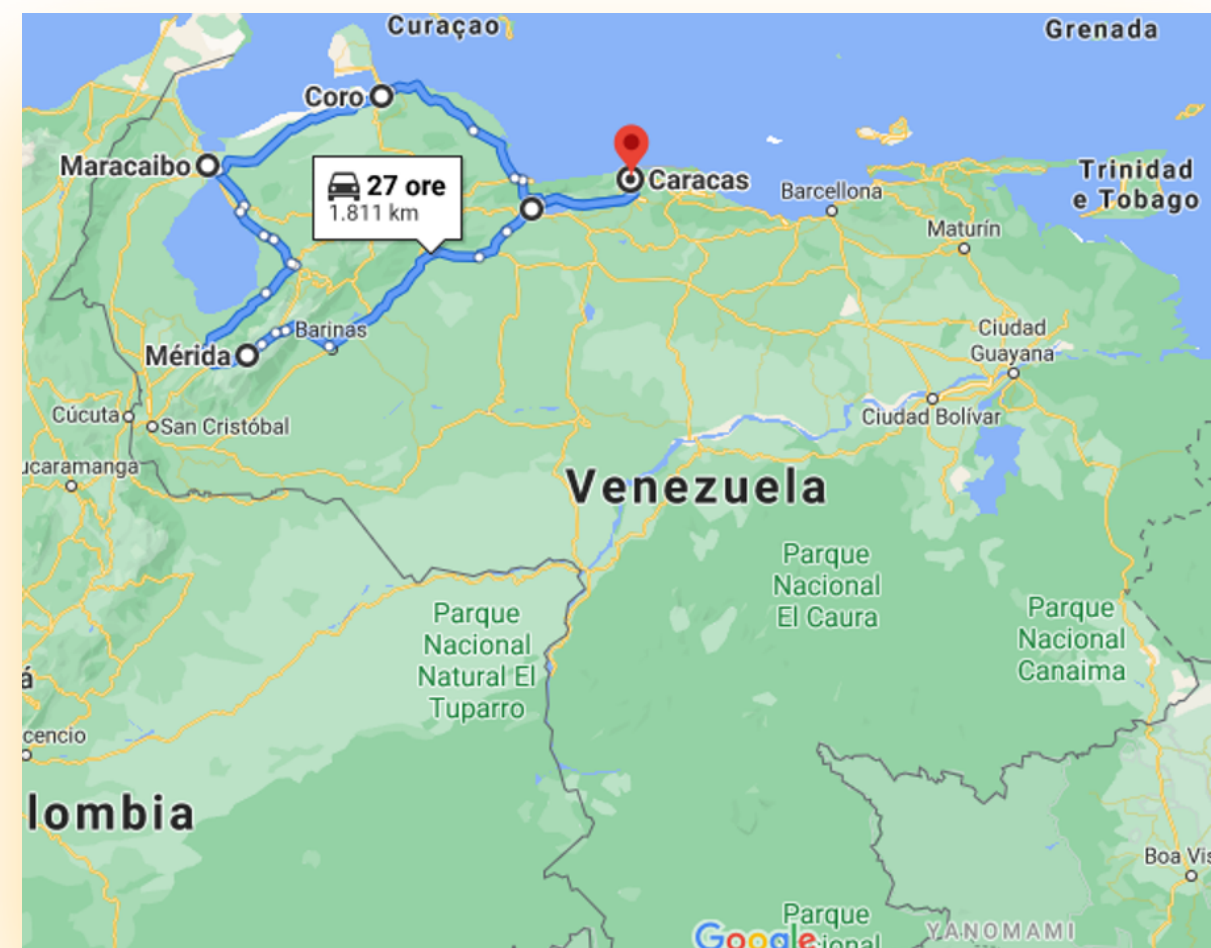 Curaçao
Grenada
Coro
Maracaibo
27 ore
1.811 km
Caracas
Trinidad
e Tobago
Barcellona
Maturín
Barinas
Mérida
Ciudad
Guayana
Cúcuta
San Cristóbal
Ciudad Bolívar
ucaramanga
Venezuela
Parque
Nacional
El Caura
Parque
Nacional
Natural El
Tuparro
Parque
Nacional
Canaima
á
cencio
lombia
Boa Vis
Parque
Google
cional
YANOMAMI